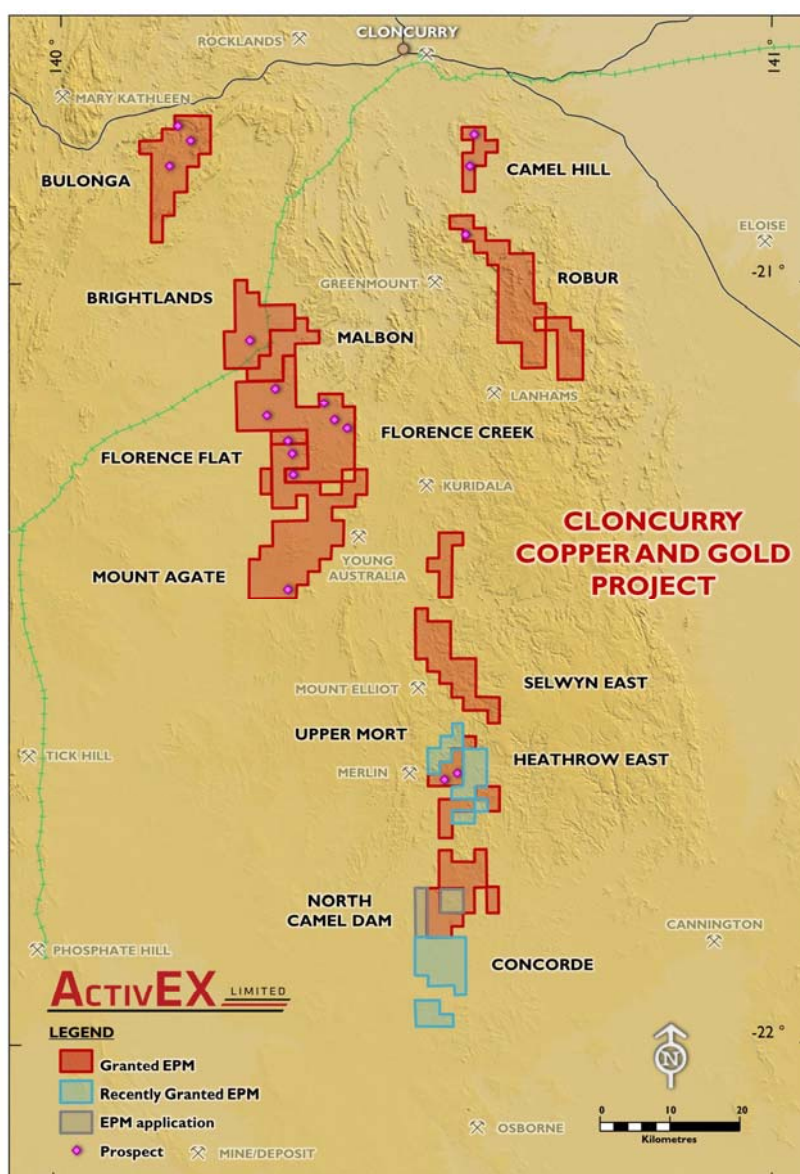 CLONCURRY
ROCKLANDS
140 °
141 °
MARY KATHLEEN
BULONGA
CAMEL HILL
ELOISE
-21 °
ROBUR
GREENMOUNT
BRIGHTLANDS
MALBON
LANHAMS
FLORENCE CREEK
FLORENCE FLAT
KURIDALA
CLONCURRY
COPPER AND GOLD
PROJECT
YOUNG
AUSTRALIA
MOUNT AGATE
SELWYN EAST
MOUNT ELLIOT
UPPER MORT
HEATHROW EAST
TICK HILL
MERLIN
NORTH
CAMEL DAM
CANNINGTON
PHOSPHATE HILL
CONCORDE
ACTIVEX
LIMITED
LEGEND
Granted EPM
Recently Granted EPM
EPM application
Prospect
MINE/DEPOSIT
-22 °
N
OSBORNE
0 10 20
Kilometres